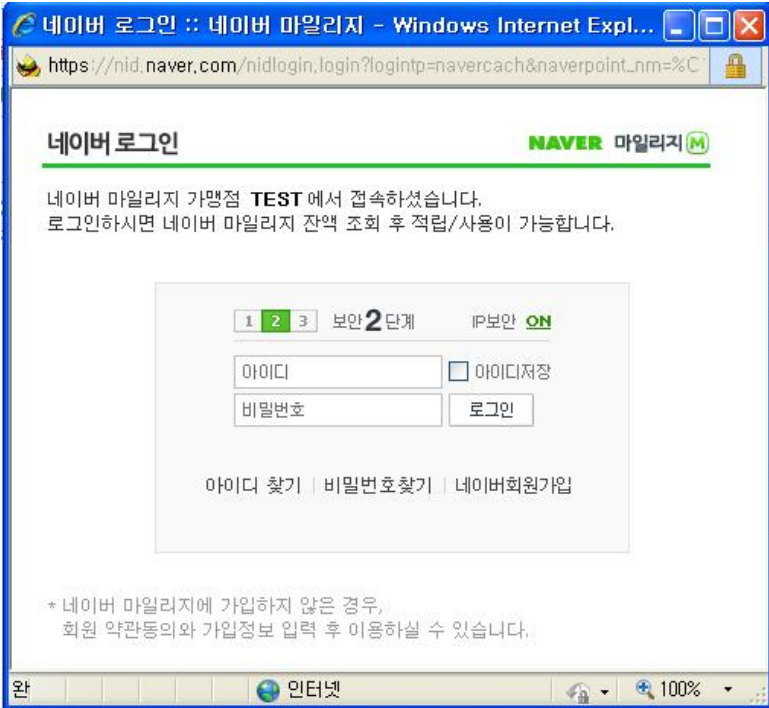 네이버 로그인 :: 네이버 마일리지 - Windows Internet Expl...
https://nid.naver.com/nidlogin.login?logintp=navercach&naverpoint_nm=%C
네이버 로그인
NAVER 마일리지 M
네이버 마일리지 가맹점 TEST 에서 접속하셨습니다.
로그인하시면 네이버 마일리지 잔액 조회 후 적립/사용이 가능합니다.
1 2 3 보안2단계 IP보안 ON
아이디 아이디저장
비밀번호 로그인
아이디 찾기 | 비밀번호찾기 | 네이버회원가입
* 네이버 마일리지에 가입하지 않은 경우,
회원 약관동의와 가입정보 입력 후 이용하실 수 있습니다.
완 인터넷 100%